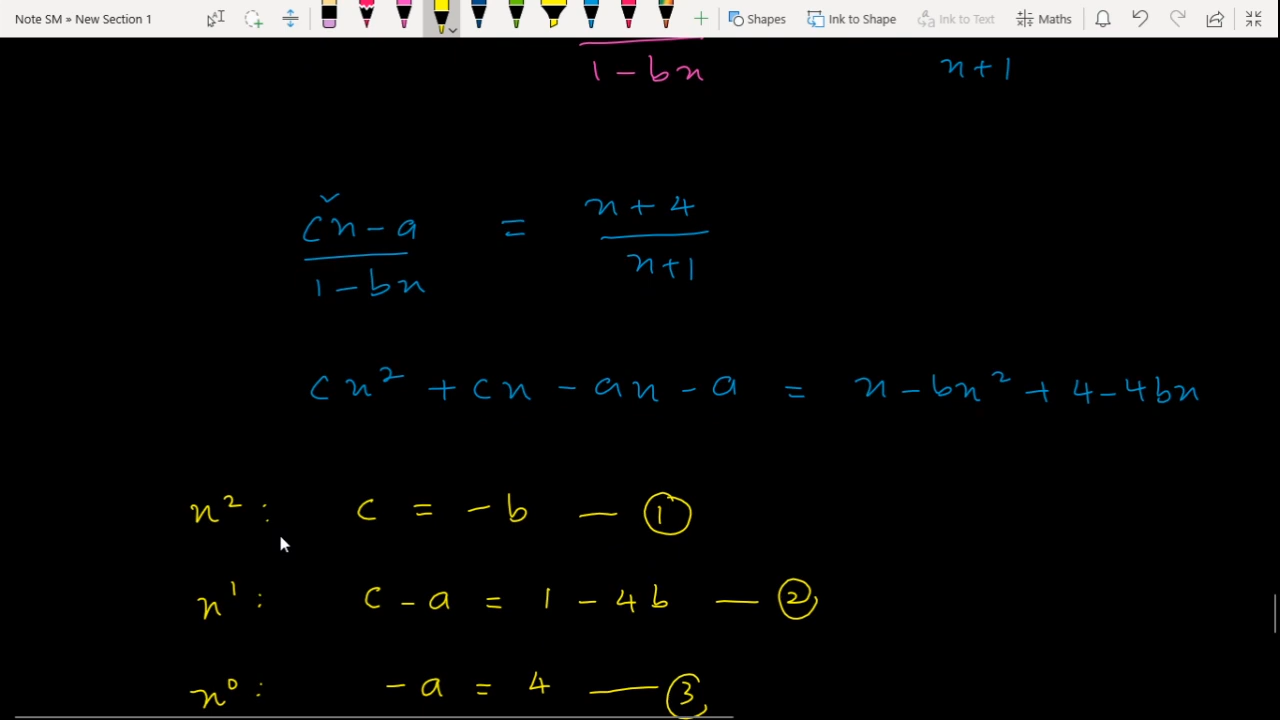 Note SM » New Section 1
Shapes Ink to Shape Ink to Text Maths
1 - bx
x + 1
cx - a = x + 4
1 - bx x + 1
cx² + cx - ax - a = x - bx² + 4 - 4bx
x² : c = - b — ①
x¹ : c - a = 1 - 4b — ②
x⁰ : - a = 4 — ③